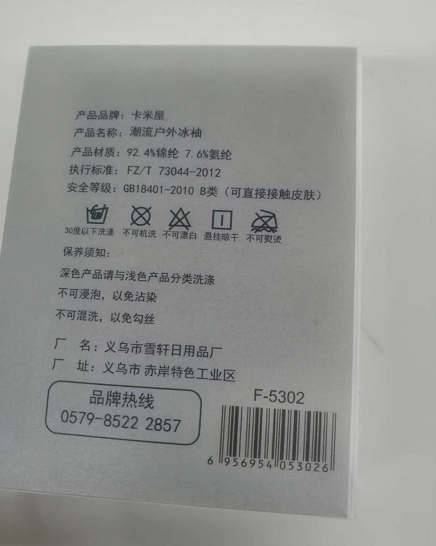 产品品牌：卡米屋
产品名称：潮流户外冰袖
产品材质：92.4%锦纶 7.6%氨纶
执行标准：FZ/T 73044-2012
安全等级：GB18401-2010 B类（可直接接触皮肤）
30度以下洗涤 不可机洗 不可漂白 悬挂晾干 不可熨烫
保养须知：
深色产品请与浅色产品分类洗涤
不可浸泡，以免沾染
不可混洗，以免勾丝
厂 名：义乌市雪轩日用品厂
厂 址：义乌市 赤岸特色工业区
品牌热线
0579-8522 2857
F-5302
6 956954 053026